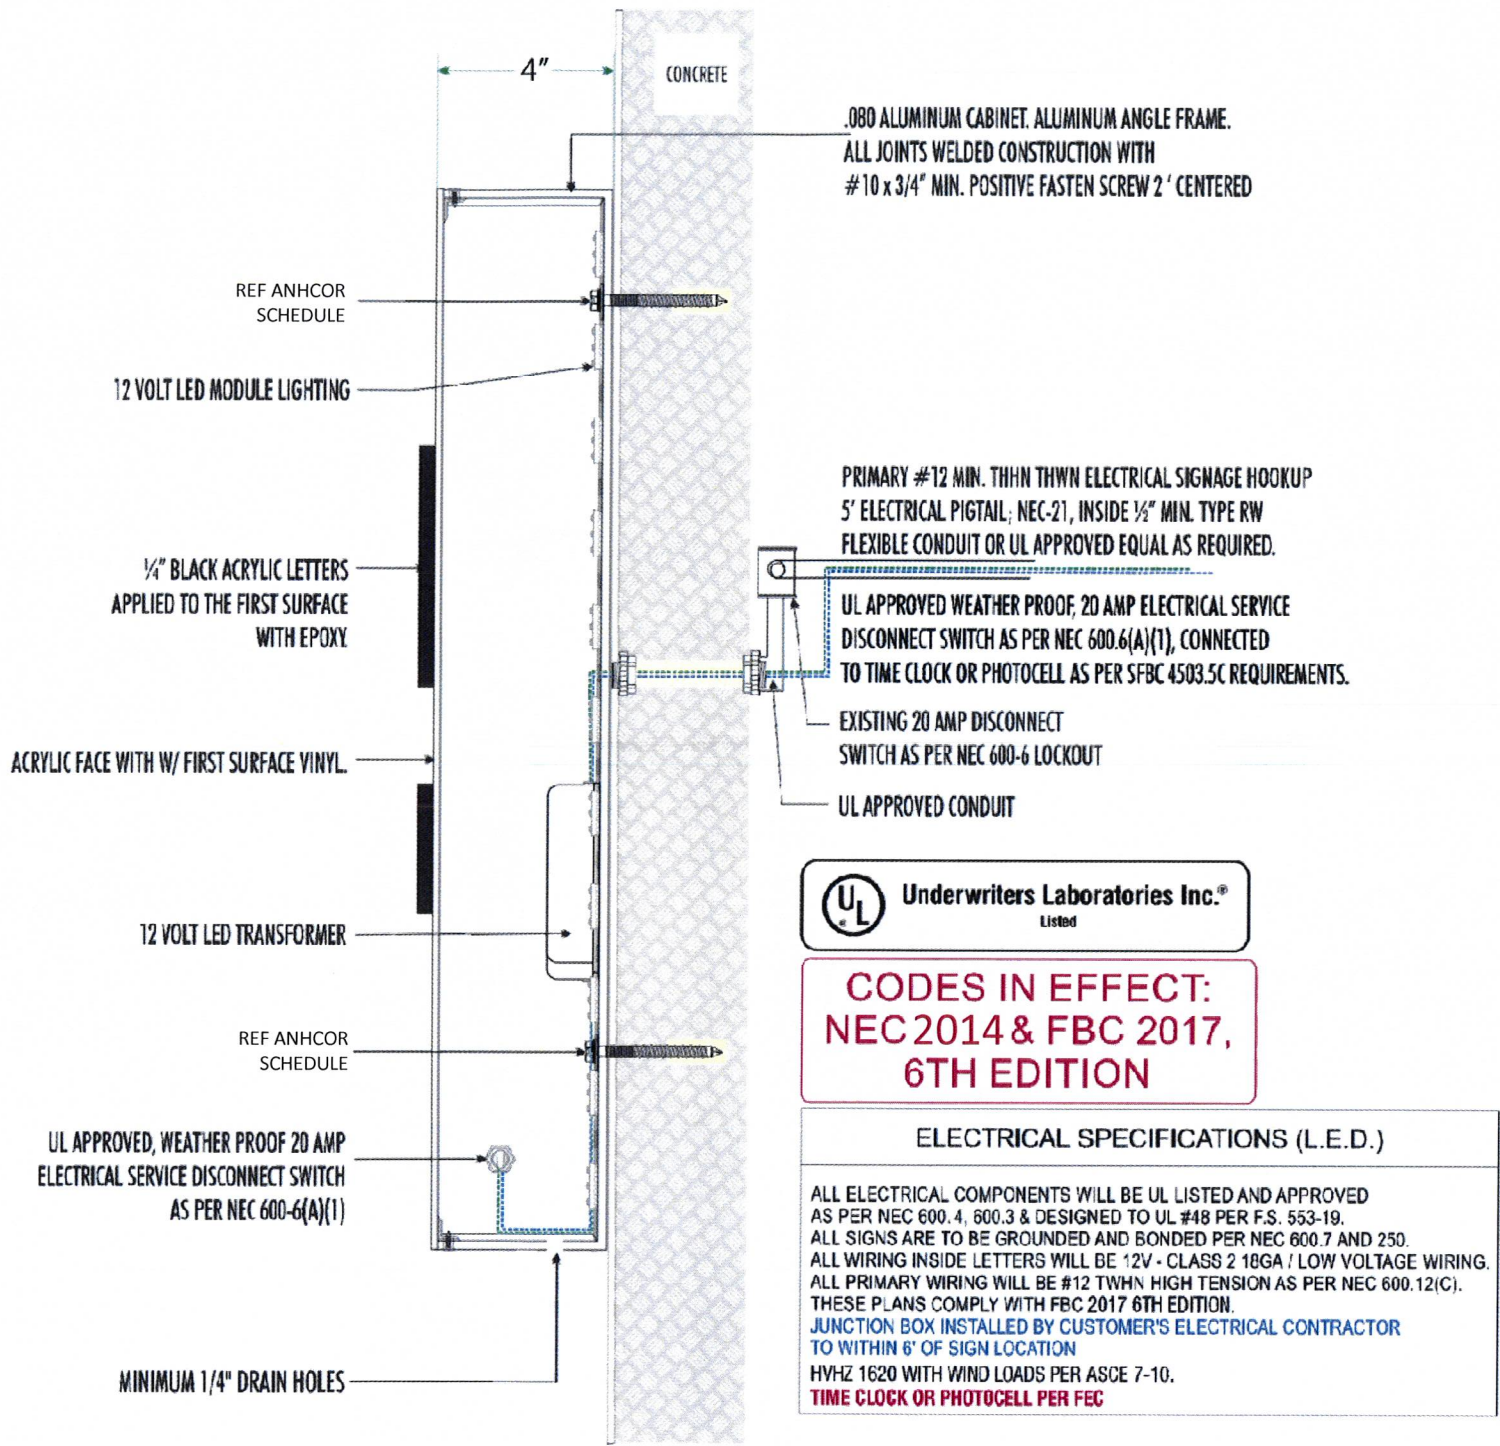 4"
CONCRETE
.080 ALUMINUM CABINET. ALUMINUM ANGLE FRAME.
ALL JOINTS WELDED CONSTRUCTION WITH
#10 x 3/4" MIN. POSITIVE FASTEN SCREW 2 ' CENTERED
REF ANHCOR
SCHEDULE
12 VOLT LED MODULE LIGHTING
PRIMARY #12 MIN. THHN THWN ELECTRICAL SIGNAGE HOOKUP
5' ELECTRICAL PIGTAIL; NEC-21, INSIDE ½" MIN. TYPE RW
FLEXIBLE CONDUIT OR UL APPROVED EQUAL AS REQUIRED.
¼" BLACK ACRYLIC LETTERS
APPLIED TO THE FIRST SURFACE
WITH EPOXY.
UL APPROVED WEATHER PROOF, 20 AMP ELECTRICAL SERVICE
DISCONNECT SWITCH AS PER NEC 600.6(A)(1), CONNECTED
TO TIME CLOCK OR PHOTOCELL AS PER SFBC 4503.5C REQUIREMENTS.
EXISTING 20 AMP DISCONNECT
SWITCH AS PER NEC 600-6 LOCKOUT
ACRYLIC FACE WITH W/ FIRST SURFACE VINYL.
UL APPROVED CONDUIT
UL
Underwriters Laboratories Inc.®
Listed
12 VOLT LED TRANSFORMER
CODES IN EFFECT:
NEC 2014 & FBC 2017,
6TH EDITION
REF ANHCOR
SCHEDULE
UL APPROVED, WEATHER PROOF 20 AMP
ELECTRICAL SERVICE DISCONNECT SWITCH
AS PER NEC 600-6(A)(1)
MINIMUM 1/4" DRAIN HOLES
ELECTRICAL SPECIFICATIONS (L.E.D.)
ALL ELECTRICAL COMPONENTS WILL BE UL LISTED AND APPROVED
AS PER NEC 600.4, 600.3 & DESIGNED TO UL #48 PER F.S. 553-19.
ALL SIGNS ARE TO BE GROUNDED AND BONDED PER NEC 600.7 AND 250.
ALL WIRING INSIDE LETTERS WILL BE 12V - CLASS 2 18GA / LOW VOLTAGE WIRING.
ALL PRIMARY WIRING WILL BE #12 TWHN HIGH TENSION AS PER NEC 600.12(C).
THESE PLANS COMPLY WITH FBC 2017 6TH EDITION.
JUNCTION BOX INSTALLED BY CUSTOMER'S ELECTRICAL CONTRACTOR
TO WITHIN 6' OF SIGN LOCATION
HVHZ 1620 WITH WIND LOADS PER ASCE 7-10.
TIME CLOCK OR PHOTOCELL PER FEC